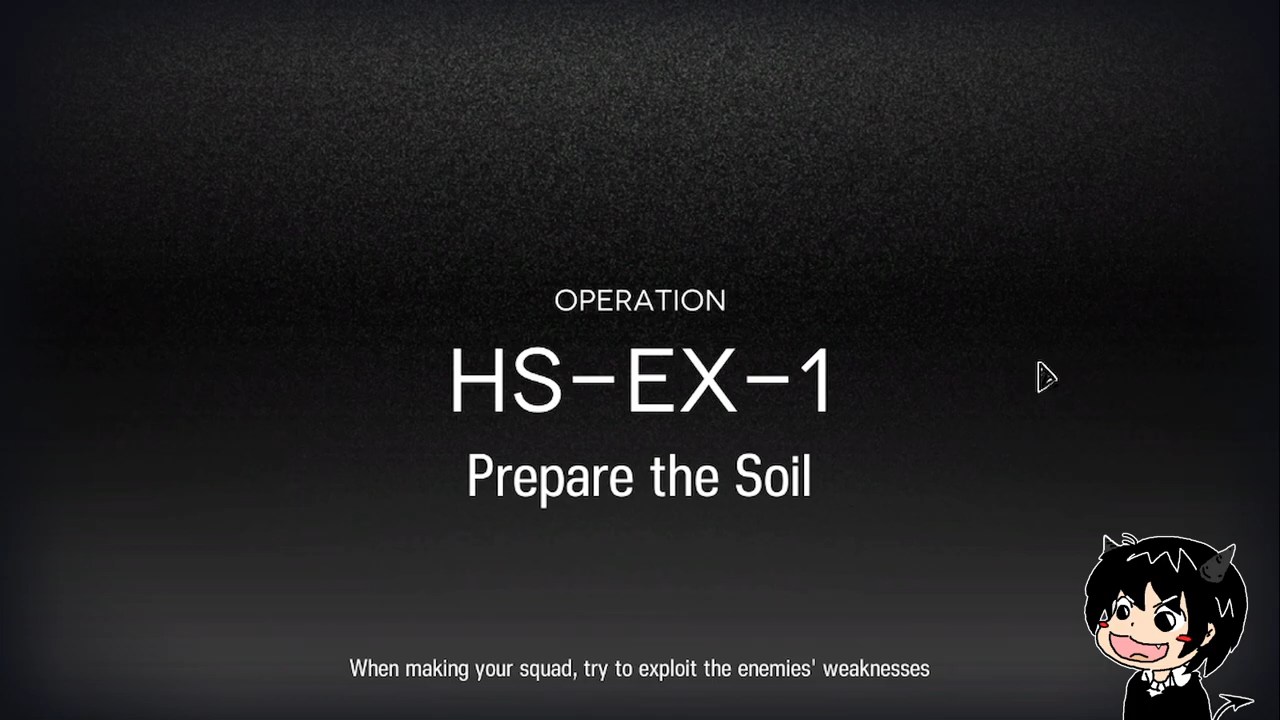 OPERATION
HS-EX-1
Prepare the Soil
When making your squad, try to exploit the enemies' weaknesses